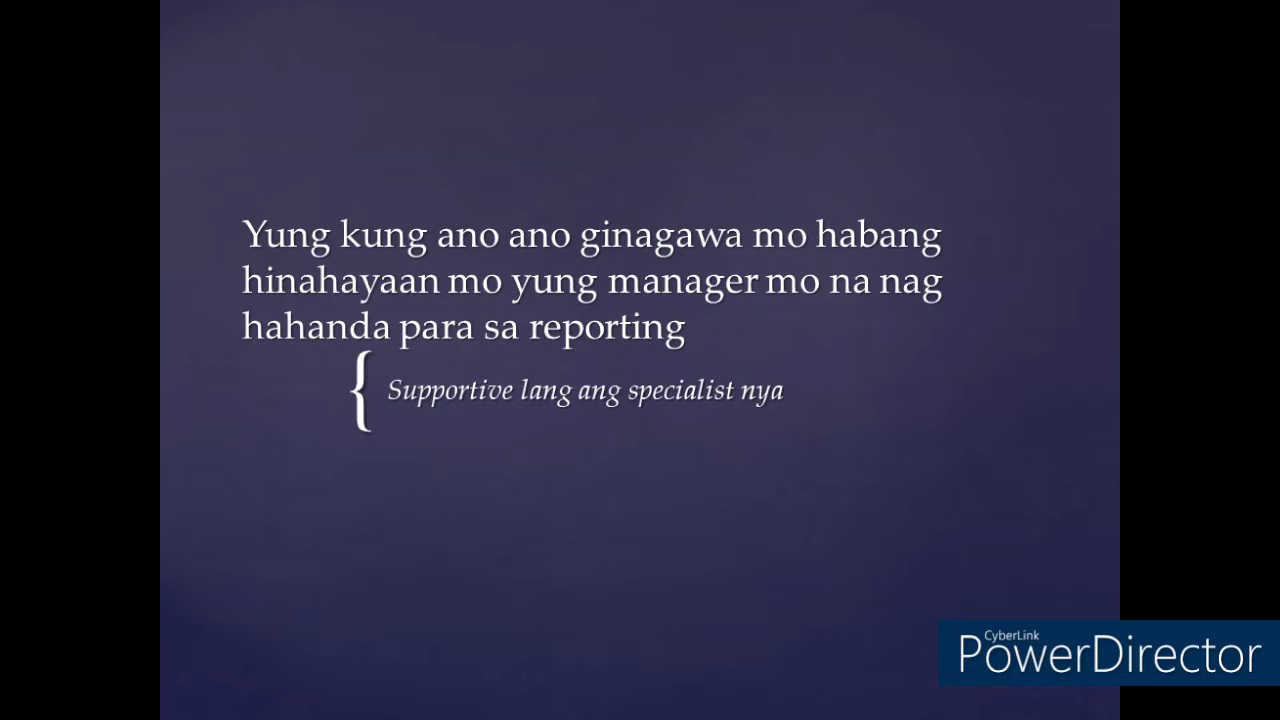 Yung kung ano ano ginagawa mo habang
hinahayaan mo yung manager mo na nag
hahanda para sa reporting
{ Supportive lang ang specialist nya
CyberLink
PowerDirector